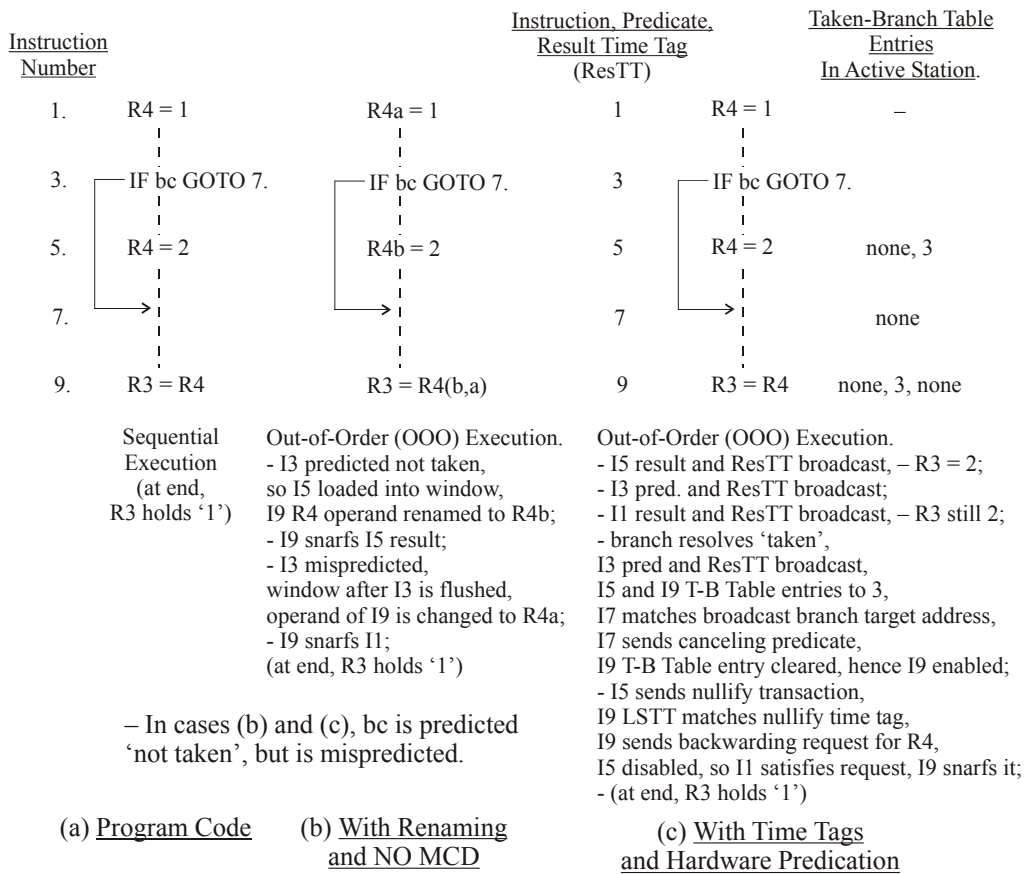 Instruction
Number
Instruction, Predicate,
Result Time Tag
(ResTT)
Taken-Branch Table
Entries
In Active Station.
1. R4 = 1 R4a = 1 1 R4 = 1 –
3. IF bc GOTO 7. IF bc GOTO 7. 3 IF bc GOTO 7.
5. R4 = 2 R4b = 2 5 R4 = 2 none, 3
7. 7 none
9. R3 = R4 R3 = R4(b,a) 9 R3 = R4 none, 3, none
Sequential
Execution
(at end,
R3 holds ‘1’)
Out-of-Order (OOO) Execution.
- I3 predicted not taken,
so I5 loaded into window,
I9 R4 operand renamed to R4b;
- I9 snarfs I5 result;
- I3 mispredicted,
window after I3 is flushed,
operand of I9 is changed to R4a;
- I9 snarfs I1;
(at end, R3 holds ‘1’)
Out-of-Order (OOO) Execution.
- I5 result and ResTT broadcast, – R3 = 2;
- I3 pred. and ResTT broadcast;
- I1 result and ResTT broadcast, – R3 still 2;
- branch resolves ‘taken’,
I3 pred and ResTT broadcast,
I5 and I9 T-B Table entries to 3,
I7 matches broadcast branch target address,
I7 sends canceling predicate,
I9 T-B Table entry cleared, hence I9 enabled;
- I5 sends nullify transaction,
I9 LSTT matches nullify time tag,
I9 sends backwarding request for R4,
I5 disabled, so I1 satisfies request, I9 snarfs it;
- (at end, R3 holds ‘1’)
– In cases (b) and (c), bc is predicted
‘not taken’, but is mispredicted.
(a) Program Code
(b) With Renaming
and NO MCD
(c) With Time Tags
and Hardware Predication